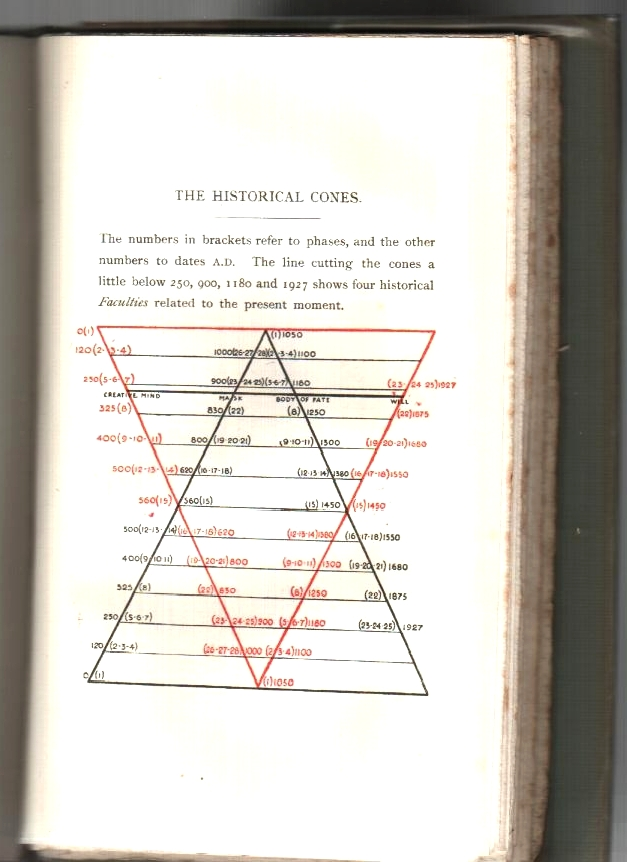 THE HISTORICAL CONES.
The numbers in brackets refer to phases, and the other
numbers to dates A.D. The line cutting the cones a
little below 250, 900, 1180 and 1927 shows four historical
Faculties related to the present moment.
0(1) (1)1050
120(2-3-4) 1000(26-27-28)(2-3-4)1100
250(5-6-7) 900(23-24-25)(5-6-7)1180 (23-24-25)1927
CREATIVE MIND MASK BODY OF FATE WILL
325(8) 830(22) (8)1250 (22)1875
400(9-10-11) 800(19-20-21) (9-10-11)1300 (19-20-21)1680
500(12-13-14) 620(16-17-18) (12-13-14)1380 (16-17-18)1550
560(15) 560(15) (15)1450 (15)1450
500(12-13-14) (16-17-18)620 (12-13-14)1380 (16-17-18)1550
400(9-10-11) (19-20-21)800 (9-10-11)1300 (19-20-21)1680
325(8) (22)830 (8)1250 (22)1875
250(5-6-7) (23-24-25)900 (5-6-7)1180 (23-24-25)1927
120(2-3-4) (26-27-28)1000 (2-3-4)1100
0(1) (1)1050